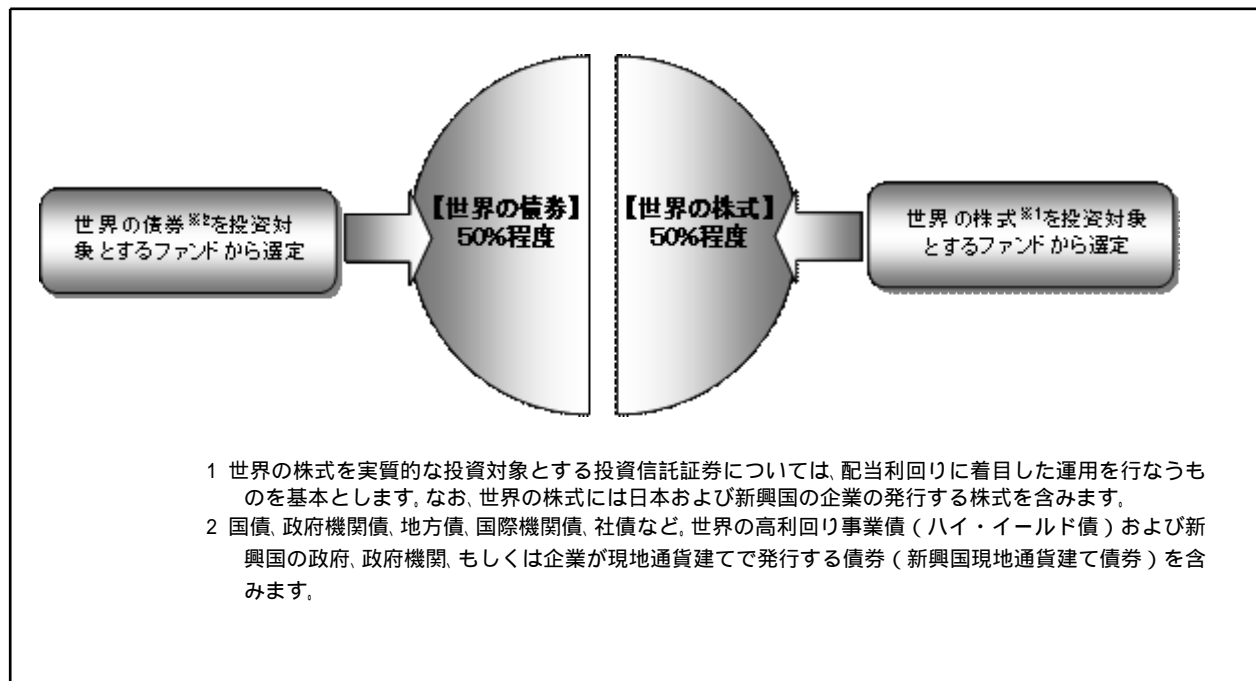 世界の債券※2を投資対
象とするファンドから選定
【世界の債券】
50%程度
【世界の株式】
50%程度
世界の株式※1を投資対象
とするファンドから選定
1 世界の株式を実質的な投資対象とする投資信託証券については、配当利回りに着目した運用を行なうも
のを基本とします。なお、世界の株式には日本および新興国の企業の発行する株式を含みます。
2 国債、政府機関債、地方債、国際機関債、社債など。世界の高利回り事業債(ハイ・イールド債)および新
興国の政府、政府機関、もしくは企業が現地通貨建てで発行する債券(新興国現地通貨建て債券)を含
みます。